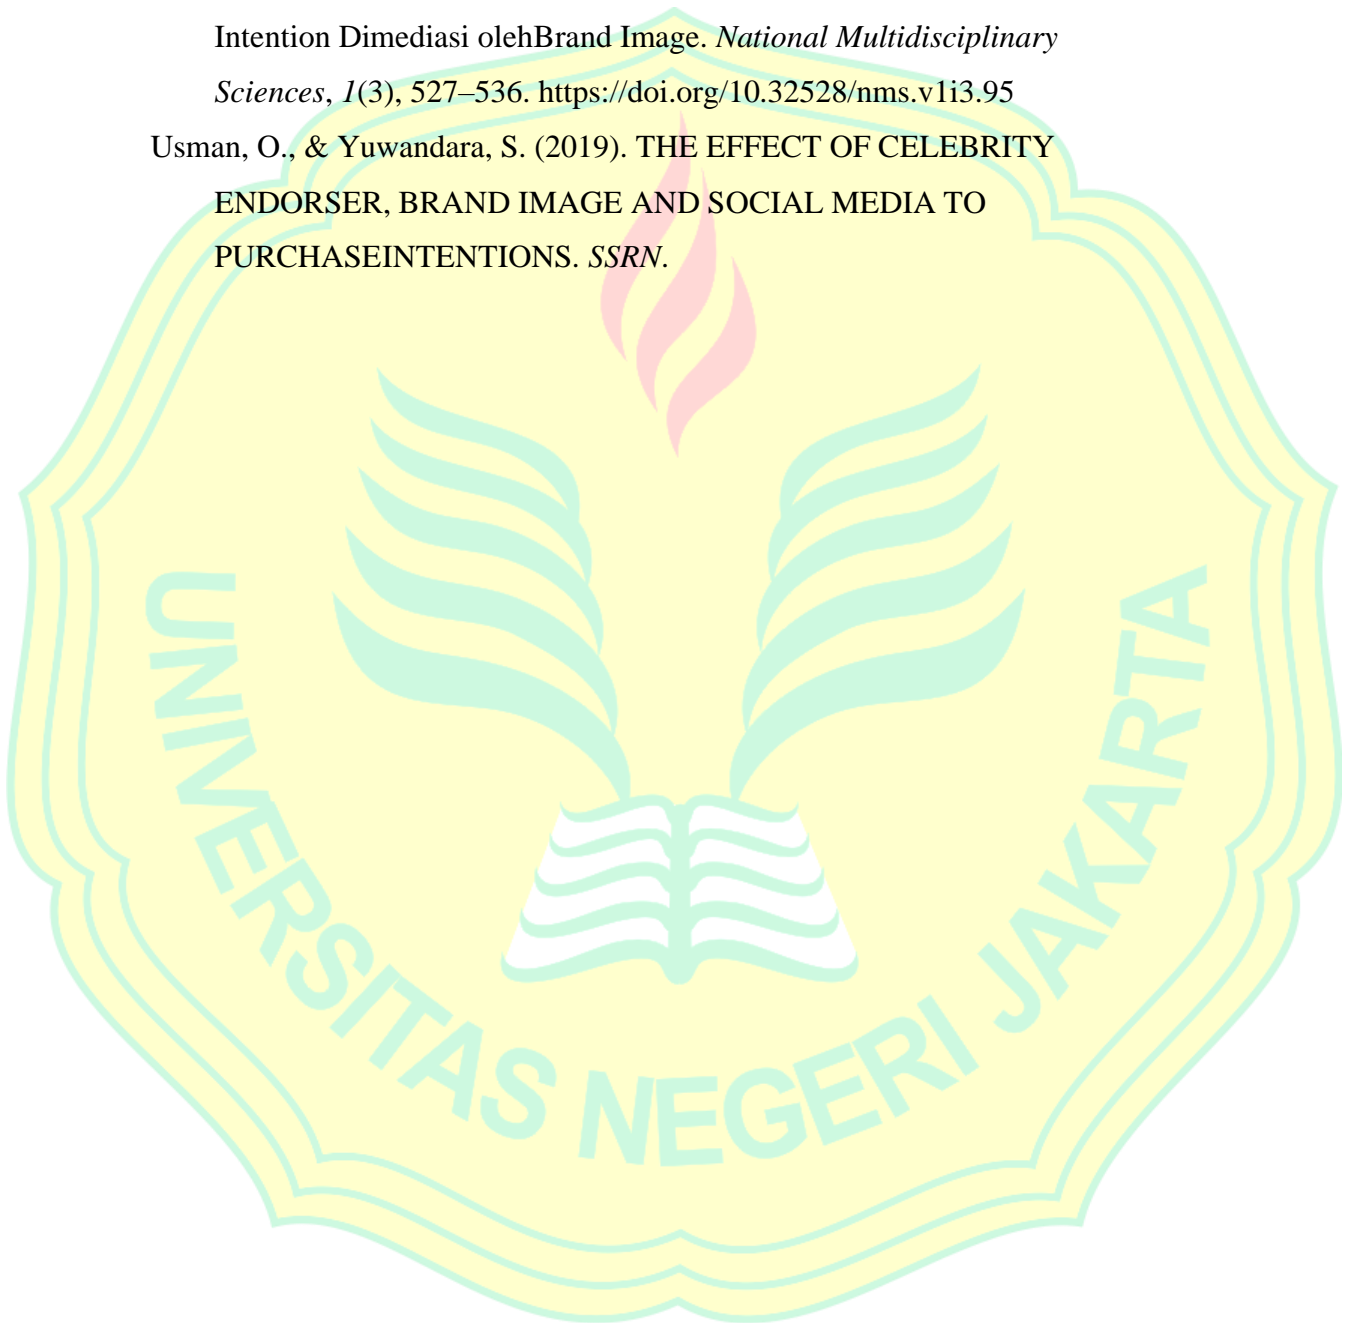 Intention Dimediasi olehBrand Image. National Multidisciplinary
Sciences, 1(3), 527–536. https://doi.org/10.32528/nms.v1i3.95
Usman, O., & Yuwandara, S. (2019). THE EFFECT OF CELEBRITY
ENDORSER, BRAND IMAGE AND SOCIAL MEDIA TO
PURCHASEINTENTIONS. SSRN.
UNIVERSITAS NEGERI JAKARTA